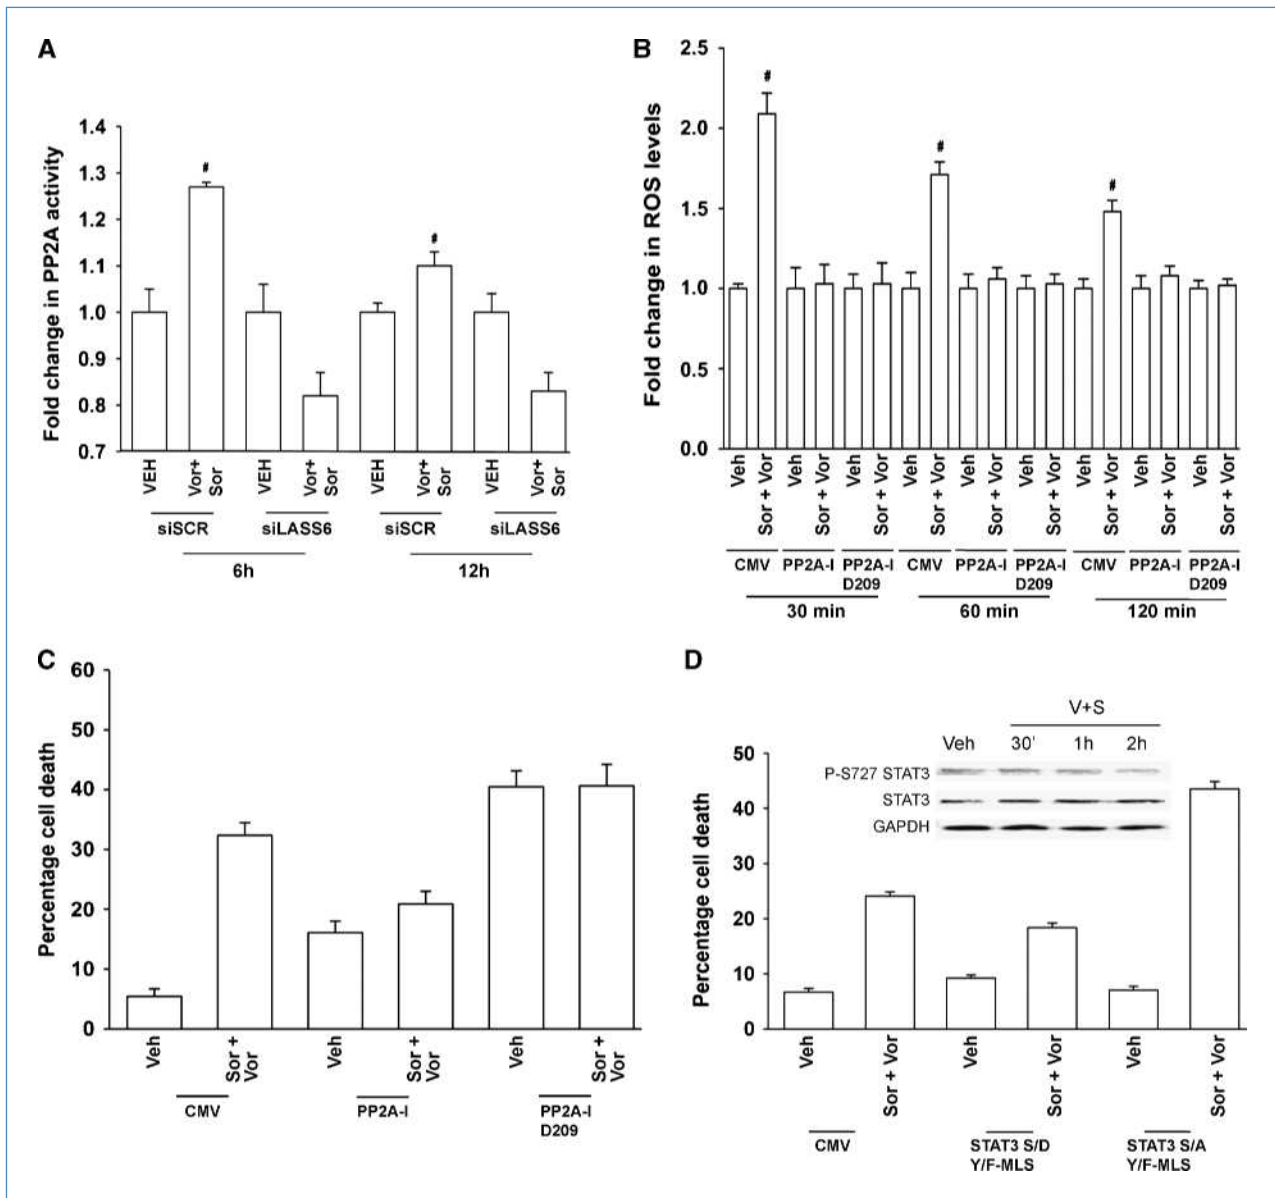 A
Fold change in PP2A activity
1.4
1.3
1.2
1.1
1.0
0.9
0.8
0.7
#
#
VEH
Vor+
Sor
VEH
Vor+
Sor
VEH
Vor+
Sor
VEH
Vor+
Sor
siSCR
siLASS6
siSCR
siLASS6
6h
12h
B
Fold change in ROS levels
2.5
2.0
1.5
1.0
0.5
0.0
#
#
#
Veh
Sor + Vor
Veh
Sor + Vor
Veh
Sor + Vor
Veh
Sor + Vor
Veh
Sor + Vor
Veh
Sor + Vor
Veh
Sor + Vor
Veh
Sor + Vor
Veh
Sor + Vor
CMV
PP2A-I
PP2A-I
D209
CMV
PP2A-I
PP2A-I
D209
CMV
PP2A-I
PP2A-I
D209
30 min
60 min
120 min
C
Percentage cell death
60
50
40
30
20
10
0
Veh
Sor +
Vor
Veh
Sor +
Vor
Veh
Sor +
Vor
CMV
PP2A-I
PP2A-I
D209
D
Percentage cell death
50
40
30
20
10
0
V+S
Veh
30'
1h
2h
P-S727 STAT3
STAT3
GAPDH
Veh
Sor + Vor
Veh
Sor + Vor
Veh
Sor + Vor
CMV
STAT3 S/D
Y/F-MLS
STAT3 S/A
Y/F-MLS